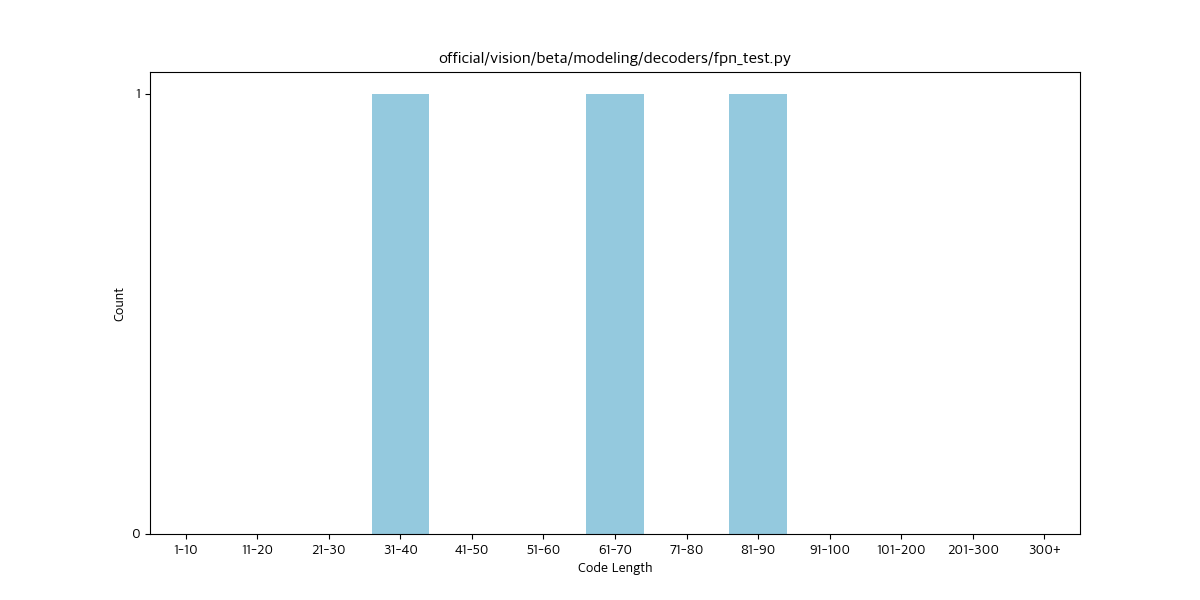 official/vision/beta/modeling/decoders/fpn_test.py
1
0
Count
1-10 11-20 21-30 31-40 41-50 51-60 61-70 71-80 81-90 91-100 101-200 201-300 300+
Code Length